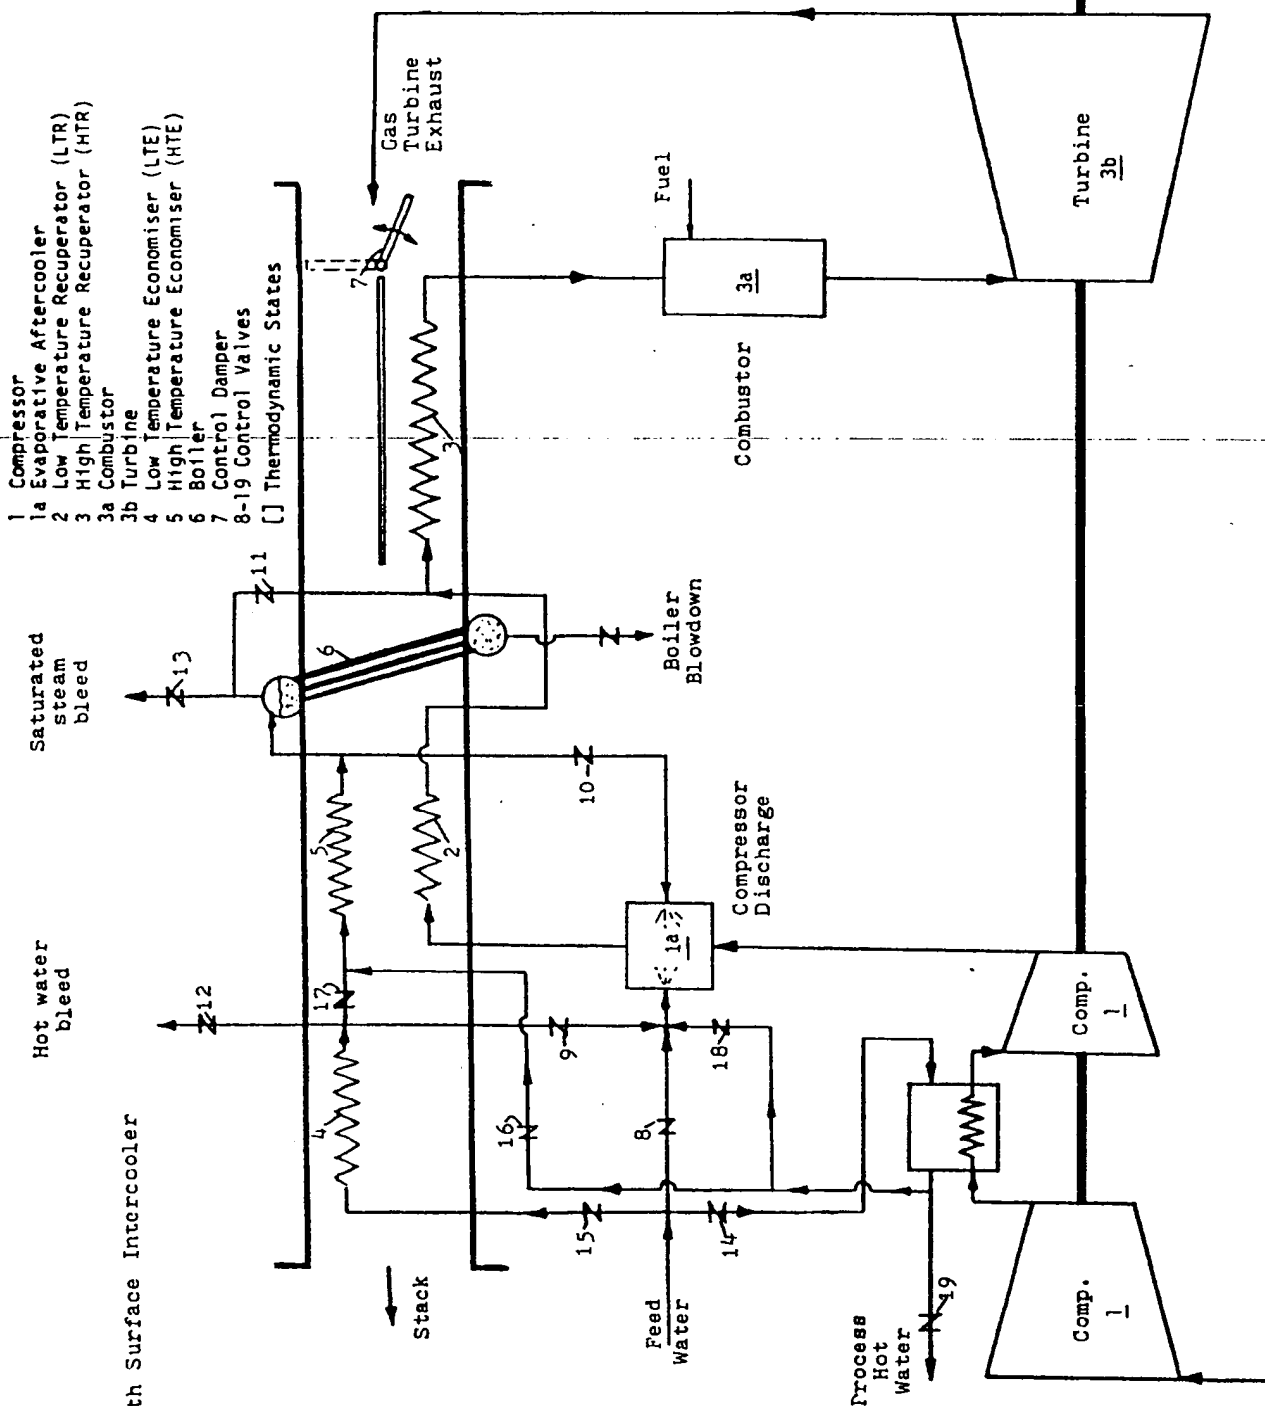 th Surface Intercooler
1 Compressor
1a Evaporative Aftercooler
2 Low Temperature Recuperator (LTR)
3 High Temperature Recuperator (HTR)
3a Combustor
3b Turbine
4 Low Temperature Economiser (LTE)
5 High Temperature Economiser (HTE)
6 Boiler
7 Control Damper
8-19 Control Valves
[] Thermodynamic States
Hot water
bleed
Saturated
steam
bleed
12
13
11
4
17
5
6
7
Gas
Turbine
Exhaust
Stack
2
3
15
16
9
10
Boiler
Blowdown
Feed
Water
8
14
18
1a
Compressor
Discharge
Fuel
3a
Combustor
Process
Hot
Water
19
Comp.
1
Comp.
1
Turbine
3b